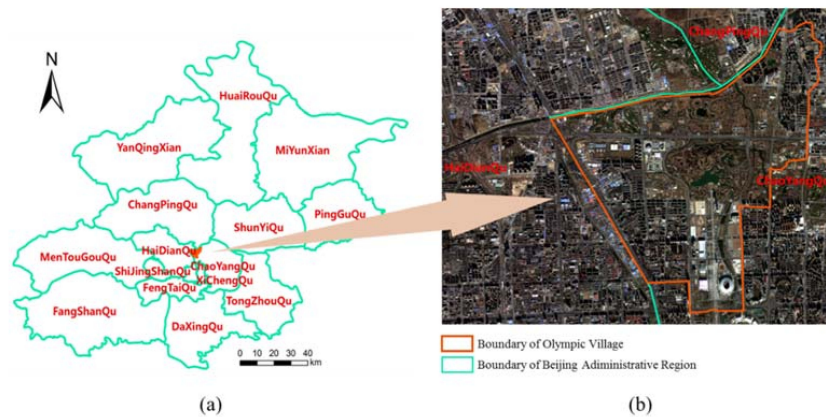 N
HuaiRouQu
YanQingXian
MiYunXian
ChangPingQu
ShunYiQu
PingGuQu
HaiDianQu
MenTouGouQu
ShiJingShanQu
ChaoYangQu
XiChengQu
FengTaiQu
TongZhouQu
FangShanQu
DaXingQu
0 10 20 30 40
km
(a)
ChangPingQu
HaiDianQu
ChaoYangQu
Boundary of Olympic Village
Boundary of Beijing Adiministrative Region
(b)